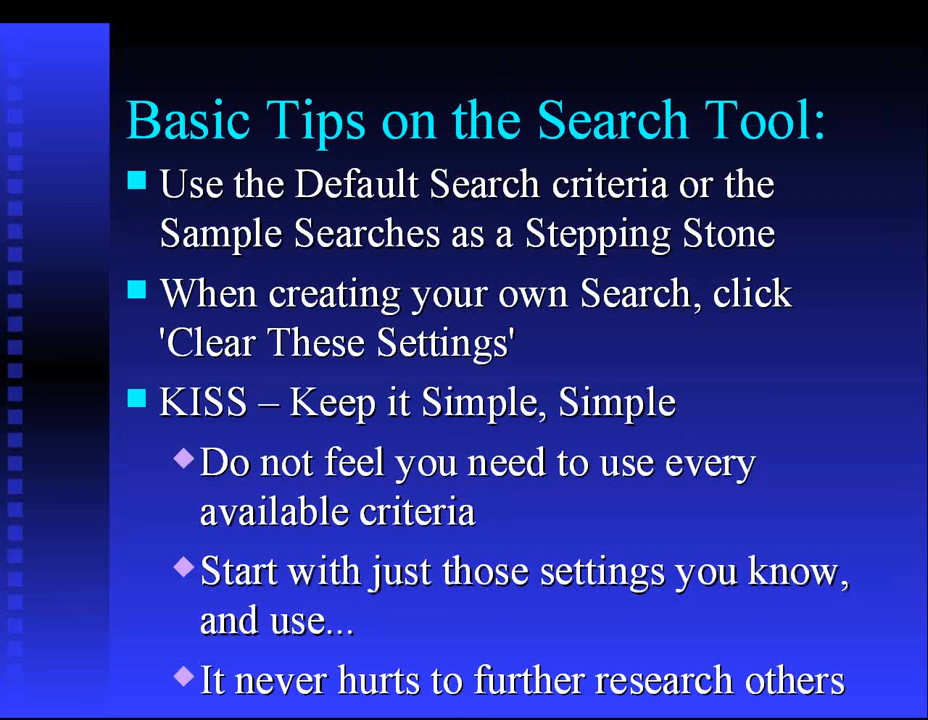 Basic Tips on the Search Tool:
Use the Default Search criteria or the
Sample Searches as a Stepping Stone
When creating your own Search, click
'Clear These Settings'
KISS – Keep it Simple, Simple
Do not feel you need to use every
available criteria
Start with just those settings you know,
and use...
It never hurts to further research others